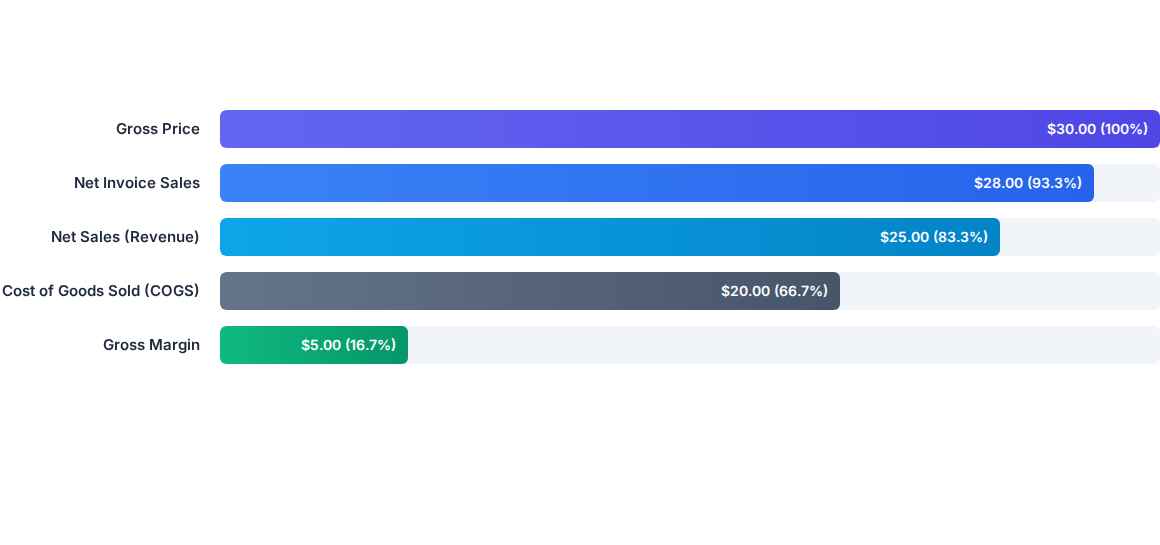 Gross Price $30.00 (100%)
Net Invoice Sales $28.00 (93.3%)
Net Sales (Revenue) $25.00 (83.3%)
Cost of Goods Sold (COGS) $20.00 (66.7%)
Gross Margin $5.00 (16.7%)